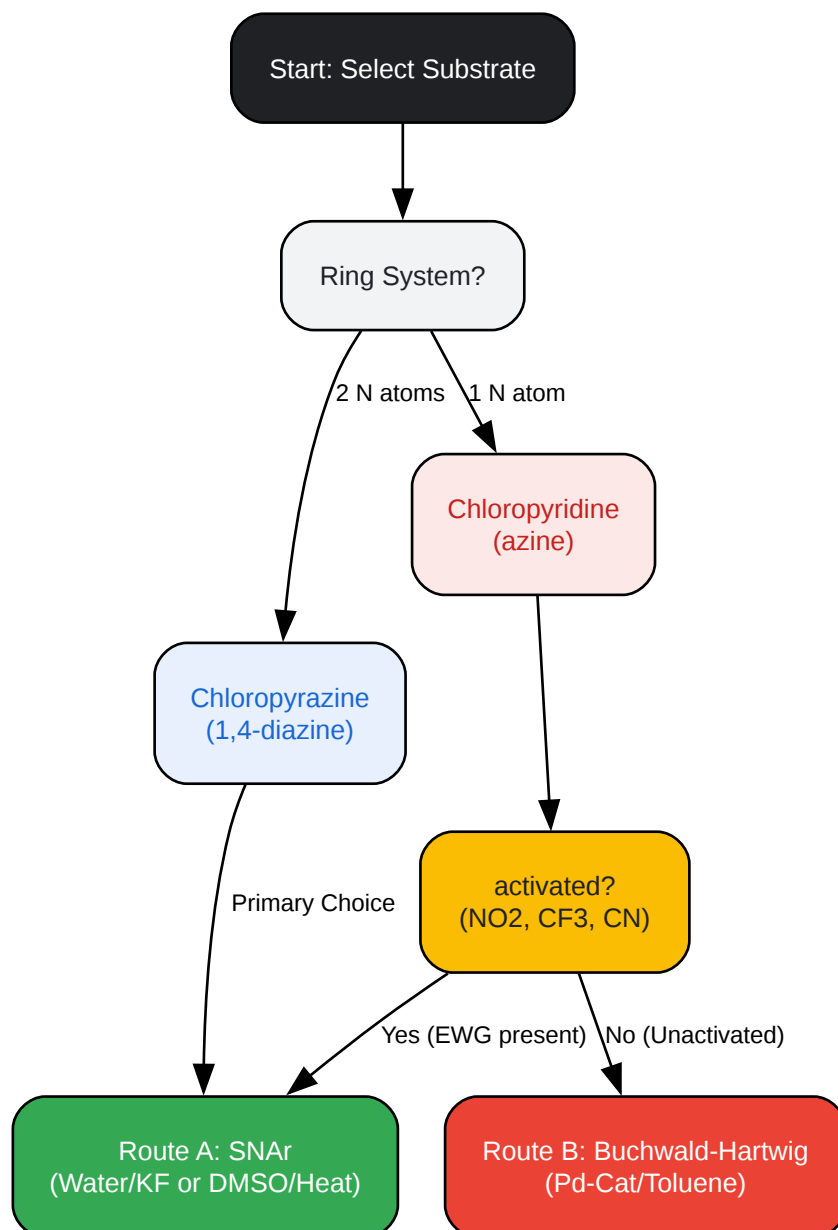 Start: Select Substrate
Ring System?
2 N atoms
1 N atom
Chloropyridine
(azine)
Chloropyrazine
(1,4-diazine)
activated?
(NO2, CF3, CN)
Primary Choice
Yes (EWG present)
No (Unactivated)
Route A: SNAr
(Water/KF or DMSO/Heat)
Route B: Buchwald-Hartwig
(Pd-Cat/Toluene)